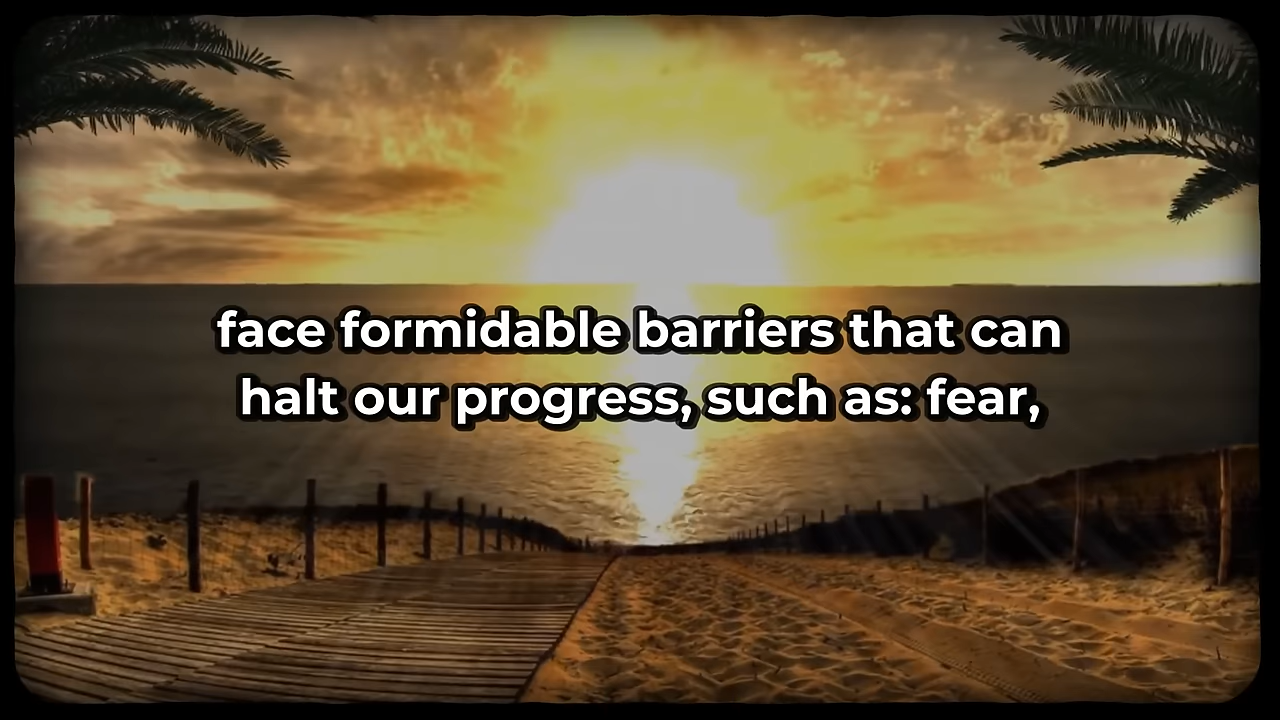 face formidable barriers that can
halt our progress, such as: fear,